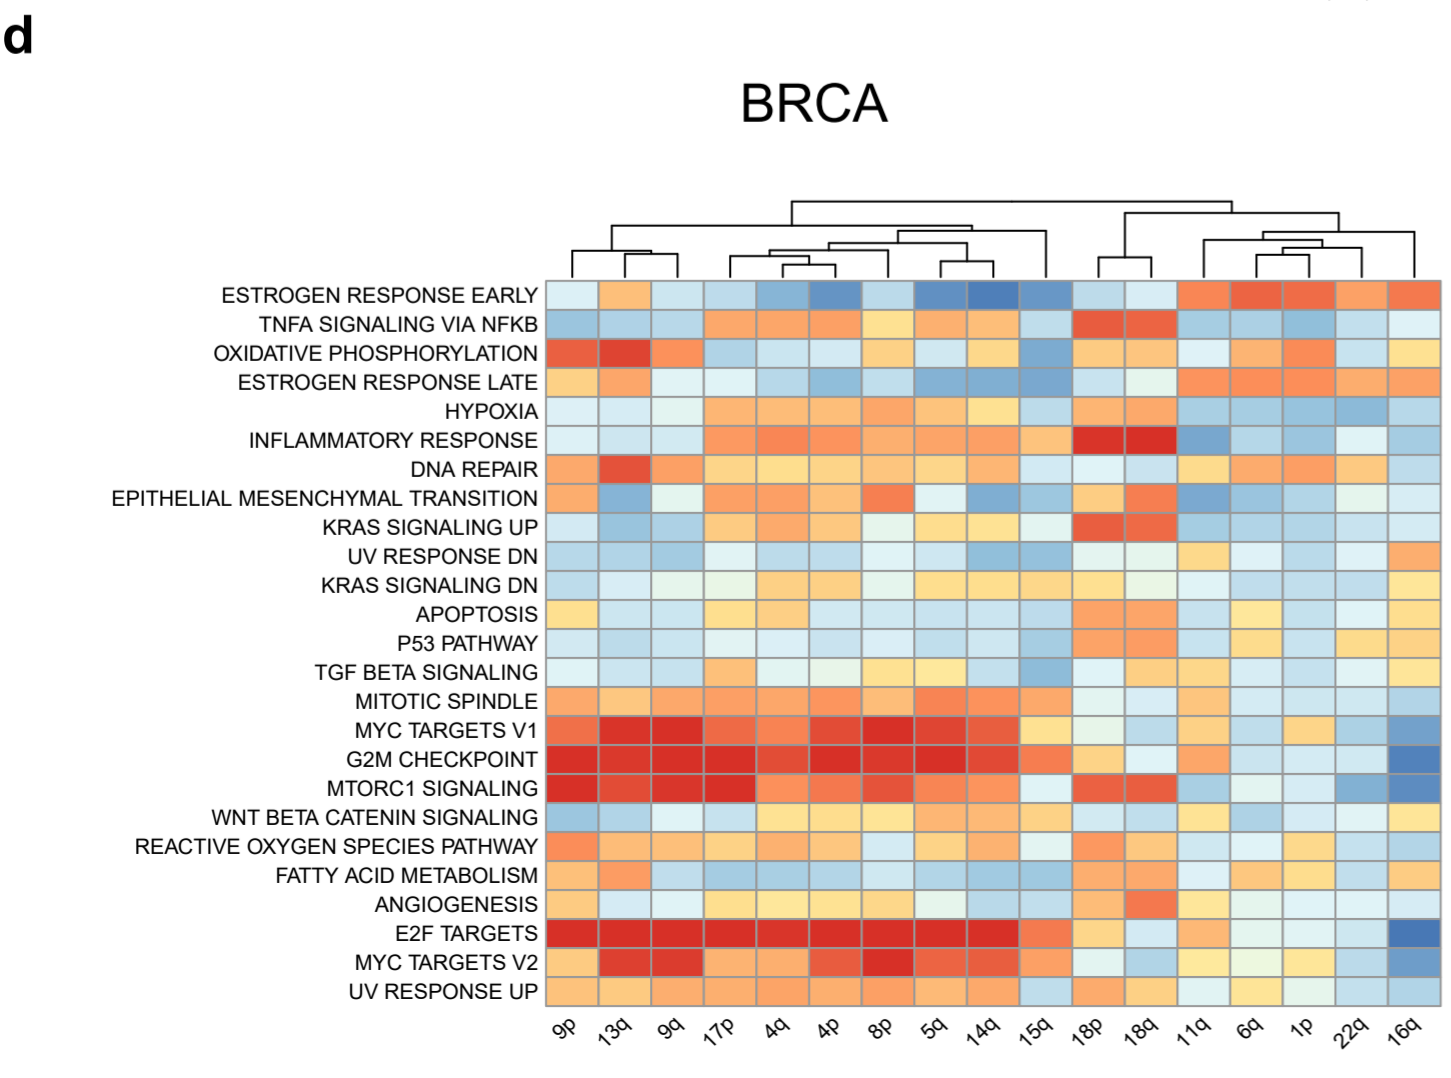 d
BRCA
ESTROGEN RESPONSE EARLY
TNFA SIGNALING VIA NFKB
OXIDATIVE PHOSPHORYLATION
ESTROGEN RESPONSE LATE
HYPOXIA
INFLAMMATORY RESPONSE
DNA REPAIR
EPITHELIAL MESENCHYMAL TRANSITION
KRAS SIGNALING UP
UV RESPONSE DN
KRAS SIGNALING DN
APOPTOSIS
P53 PATHWAY
TGF BETA SIGNALING
MITOTIC SPINDLE
MYC TARGETS V1
G2M CHECKPOINT
MTORC1 SIGNALING
WNT BETA CATENIN SIGNALING
REACTIVE OXYGEN SPECIES PATHWAY
FATTY ACID METABOLISM
ANGIOGENESIS
E2F TARGETS
MYC TARGETS V2
UV RESPONSE UP
9p 13q 9q 17p 4q 4p 8p 5q 14q 15q 18p 18q 11q 6q 1p 22q 16q